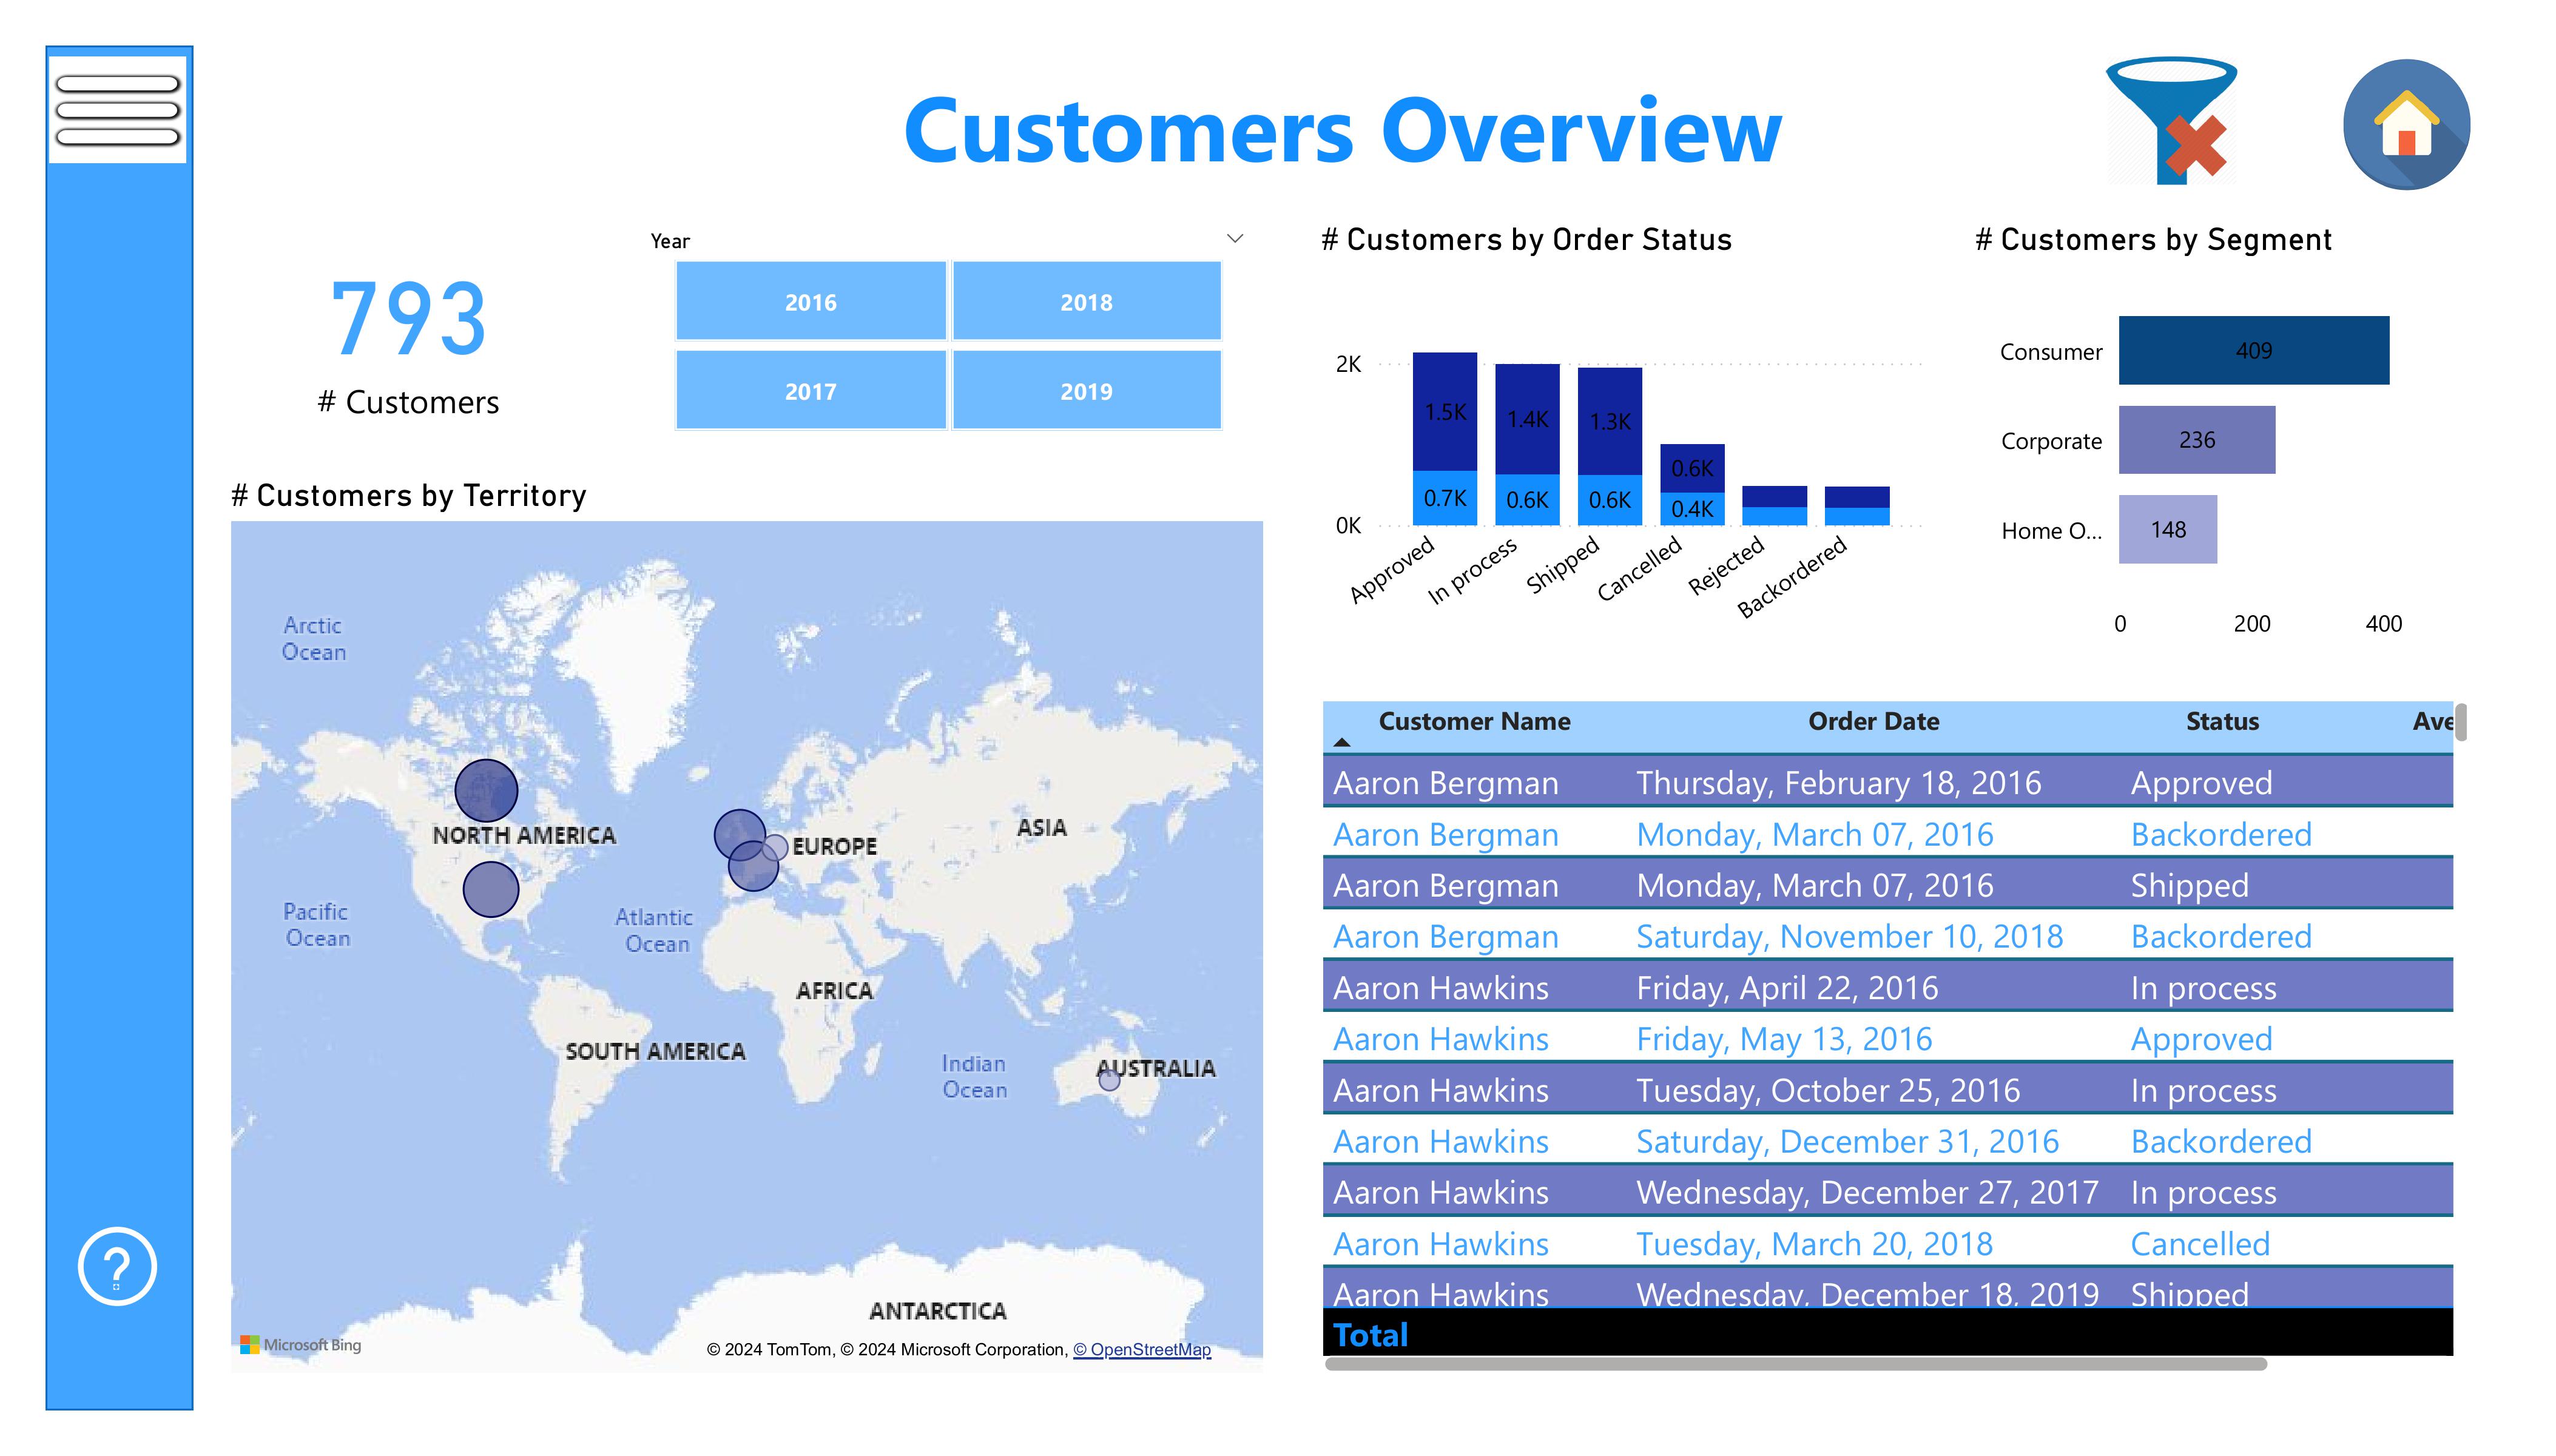 Customers Overview
793
# Customers
Year
2016
2018
2017
2019
# Customers by Order Status
2K
0K
1.5K
1.4K
1.3K
0.6K
0.7K
0.6K
0.6K
0.4K
Approved
In process
Shipped
Cancelled
Rejected
Backordered
# Customers by Segment
Consumer
409
Corporate
236
Home O...
148
0
200
400
# Customers by Territory
Arctic
Ocean
NORTH AMERICA
EUROPE
ASIA
Pacific
Ocean
Atlantic
Ocean
AFRICA
SOUTH AMERICA
Indian
Ocean
AUSTRALIA
ANTARCTICA
Microsoft Bing
© 2024 TomTom, © 2024 Microsoft Corporation, © OpenStreetMap
Customer Name Order Date Status Ave
Aaron Bergman Thursday, February 18, 2016 Approved
Aaron Bergman Monday, March 07, 2016 Backordered
Aaron Bergman Monday, March 07, 2016 Shipped
Aaron Bergman Saturday, November 10, 2018 Backordered
Aaron Hawkins Friday, April 22, 2016 In process
Aaron Hawkins Friday, May 13, 2016 Approved
Aaron Hawkins Tuesday, October 25, 2016 In process
Aaron Hawkins Saturday, December 31, 2016 Backordered
Aaron Hawkins Wednesday, December 27, 2017 In process
Aaron Hawkins Tuesday, March 20, 2018 Cancelled
Aaron Hawkins Wednesday, December 18, 2019 Shipped
Total
?